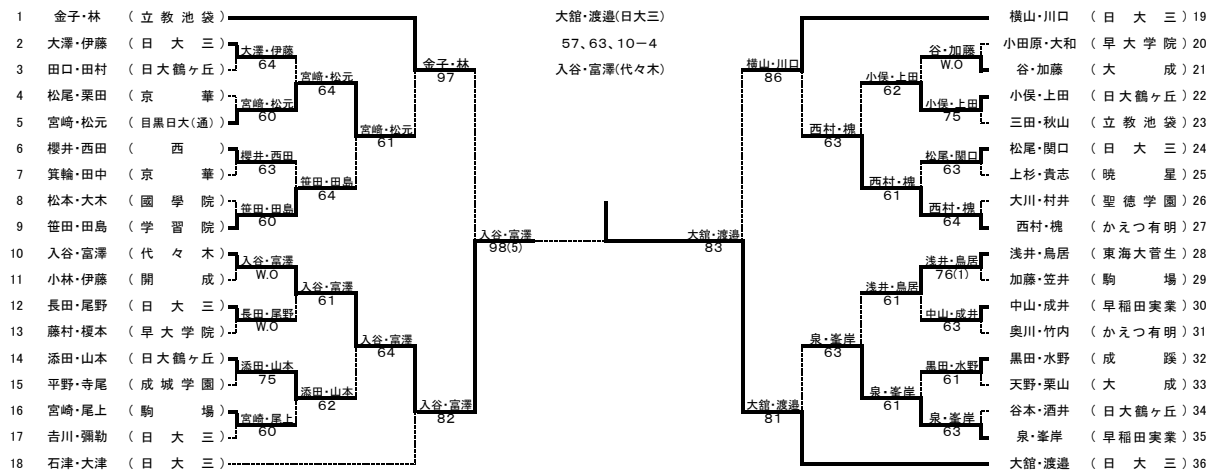 大舘・渡邉(日大三)
57、63、10－4
入谷・富澤(代々木)
1 金子・林 (立教池袋)
2 大澤・伊藤 (日大三)
3 田口・田村 (日大鶴ヶ丘)
4 松尾・栗田 (京華)
5 宮﨑・松元 (目黒日大(通))
6 櫻井・西田 (西)
7 箕輪・田中 (京華)
8 松本・大木 (國學院)
9 笹田・田島 (学習院)
10 入谷・富澤 (代々木)
11 小林・伊藤 (開成)
12 長田・尾野 (日大三)
13 藤村・榎本 (早大学院)
14 添田・山本 (日大鶴ヶ丘)
15 平野・寺尾 (成城学園)
16 宮崎・尾上 (駒場)
17 吉川・彌勒 (日大三)
18 石津・大津 (日大三)
大澤・伊藤
64
宮﨑・松元
60
櫻井・西田
63
笹田・田島
60
入谷・富澤
W.O
長田・尾野
W.O
添田・山本
75
宮崎・尾上
60
宮﨑・松元
64
笹田・田島
64
入谷・富澤
61
添田・山本
62
宮﨑・松元
61
入谷・富澤
64
金子・林
97
入谷・富澤
82
入谷・富澤
98(5)
大舘・渡邉
83
横山・川口
86
大舘・渡邉
81
西村・槐
63
泉・峯岸
63
小俣・上田
62
西村・槐
61
浅井・鳥居
61
泉・峯岸
61
谷・加藤
W.O
小俣・上田
75
松尾・関口
63
西村・槐
64
浅井・鳥居
76(1)
中山・成井
63
黒田・水野
61
泉・峯岸
63
横山・川口 (日大三) 19
小田原・大和 (早大学院) 20
谷・加藤 (大成) 21
小俣・上田 (日大鶴ヶ丘) 22
三田・秋山 (立教池袋) 23
松尾・関口 (日大三) 24
上杉・貴志 (暁星) 25
大川・村井 (聖徳学園) 26
西村・槐 (かえつ有明) 27
浅井・鳥居 (東海大菅生) 28
加藤・笠井 (駒場) 29
中山・成井 (早稲田実業) 30
奥川・竹内 (かえつ有明) 31
黒田・水野 (成蹊) 32
天野・栗山 (大成) 33
谷本・酒井 (日大鶴ヶ丘) 34
泉・峯岸 (早稲田実業) 35
大舘・渡邉 (日大三) 36